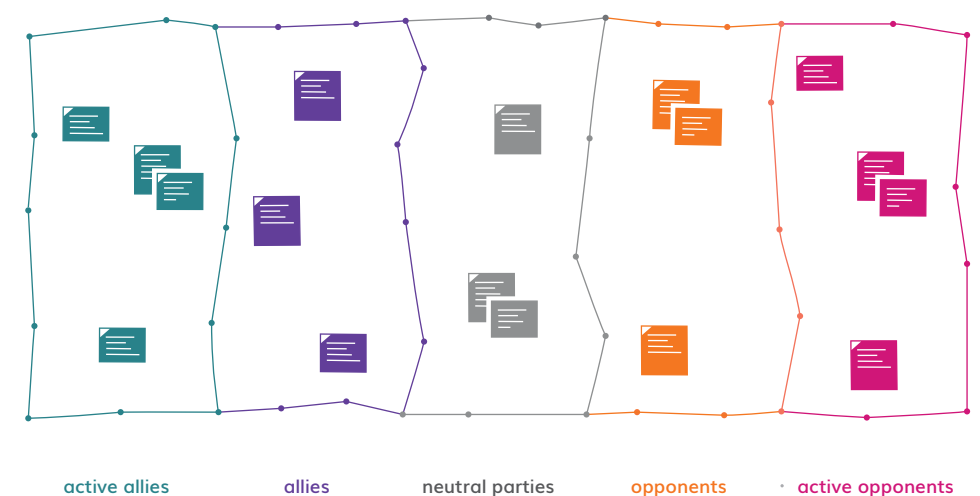 active allies
allies
neutral parties
opponents
active opponents